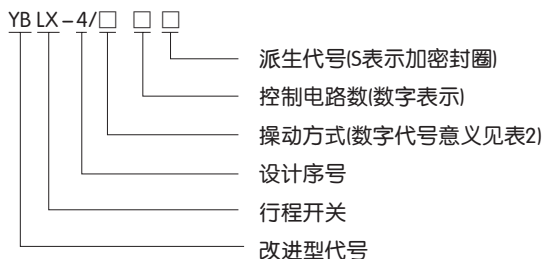 YB LX-4/□ □ □
派生代号(S表示加密封圈)
控制电路数(数字表示)
操动方式(数字代号意义见表2)
设计序号
行程开关
改进型代号